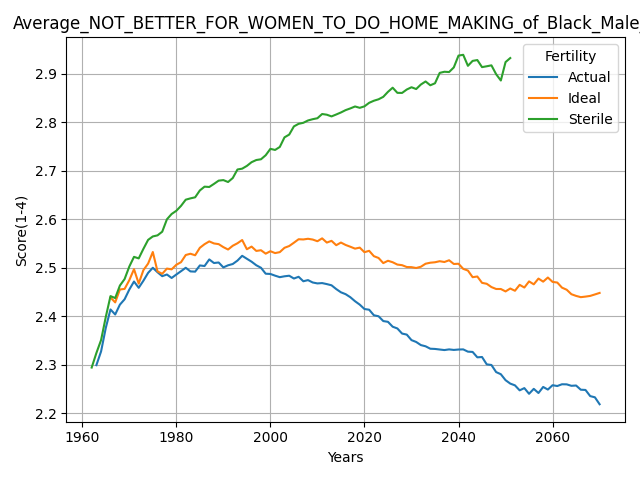 Average_NOT_BETTER_FOR_WOMEN_TO_DO_HOME_MAKING_of_Black_Male_
Score(1-4)
2.9
2.8
2.7
2.6
2.5
2.4
2.3
2.2
Fertility
Actual
Ideal
Sterile
1960 1980 2000 2020 2040 2060
Years